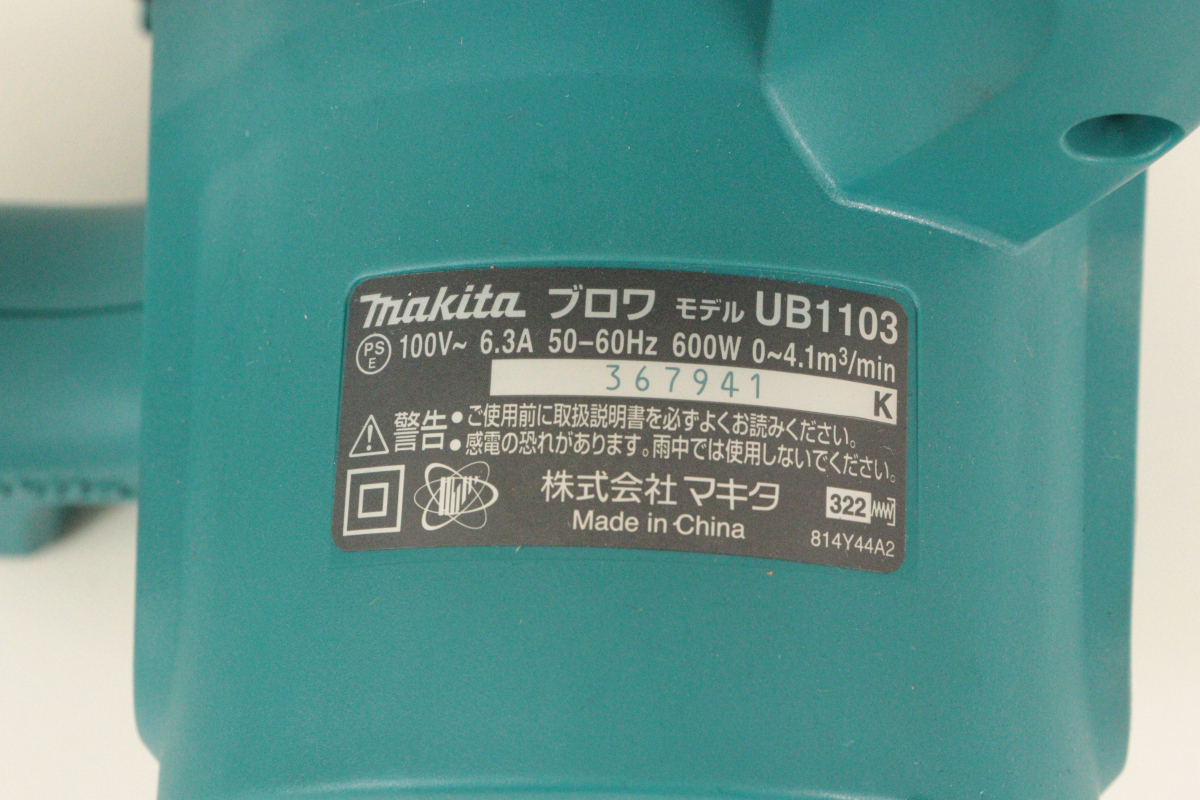 makita ブロワ モデル UB1103
PS E 100V~ 6.3A 50-60Hz 600W 0~4.1m³/min
367941 K
警告 ●ご使用前に取扱説明書を必ずよくお読みください。
●感電の恐れがあります。雨中では使用しないでください。
株式会社 マキタ 322
Made in China 814Y44A2